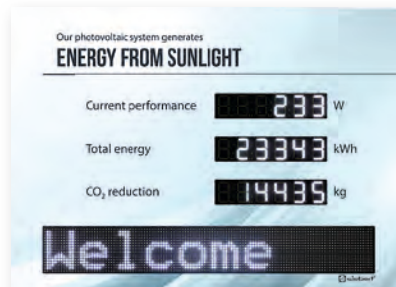 Our photovoltaic system generates
ENERGY FROM SUNLIGHT
Current performance 233 W
Total energy 23343 kWh
CO₂ reduction 14435 kg
Welcome